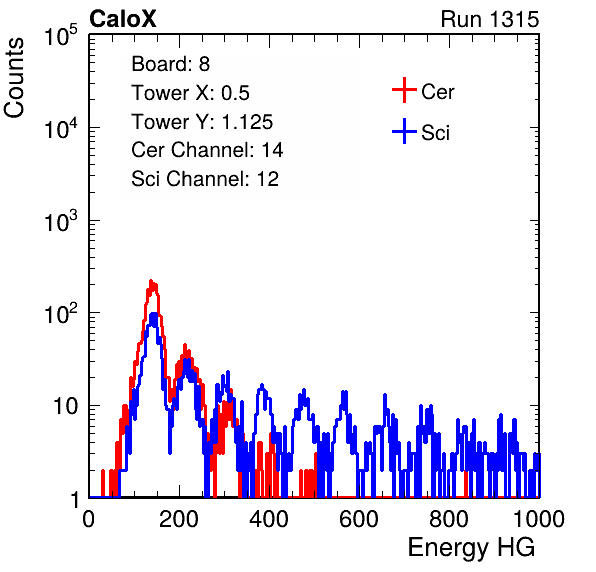 CaloX Run 1315
Counts
10^5
10^4
10^3
10^2
10
1
Board: 8
Tower X: 0.5
Tower Y: 1.125
Cer Channel: 14
Sci Channel: 12
Cer
Sci
0 200 400 600 800 1000
Energy HG